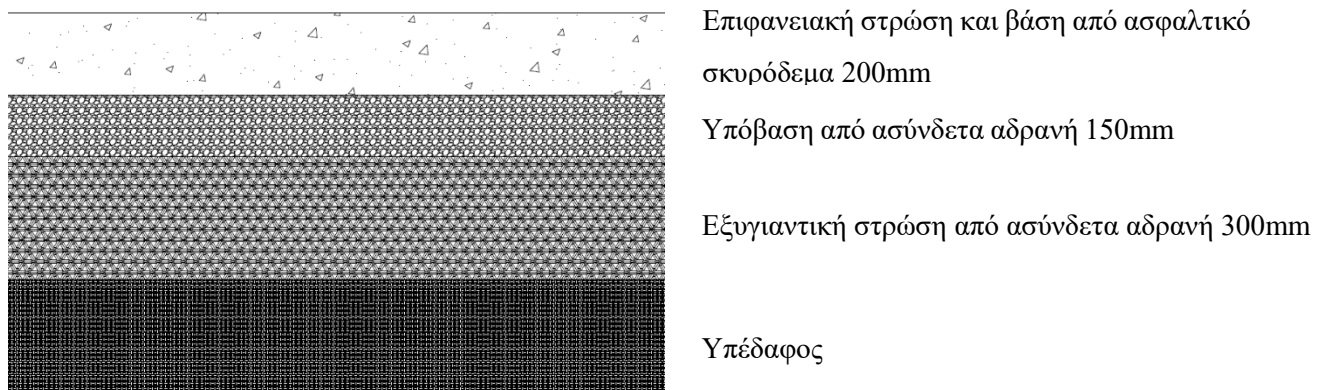 Επιφανειακή στρώση και βάση από ασφαλτικό
σκυρόδεμα 200mm
Υπόβαση από ασύνδετα αδρανή 150mm
Εξυγιαντική στρώση από ασύνδετα αδρανή 300mm
Υπέδαφος